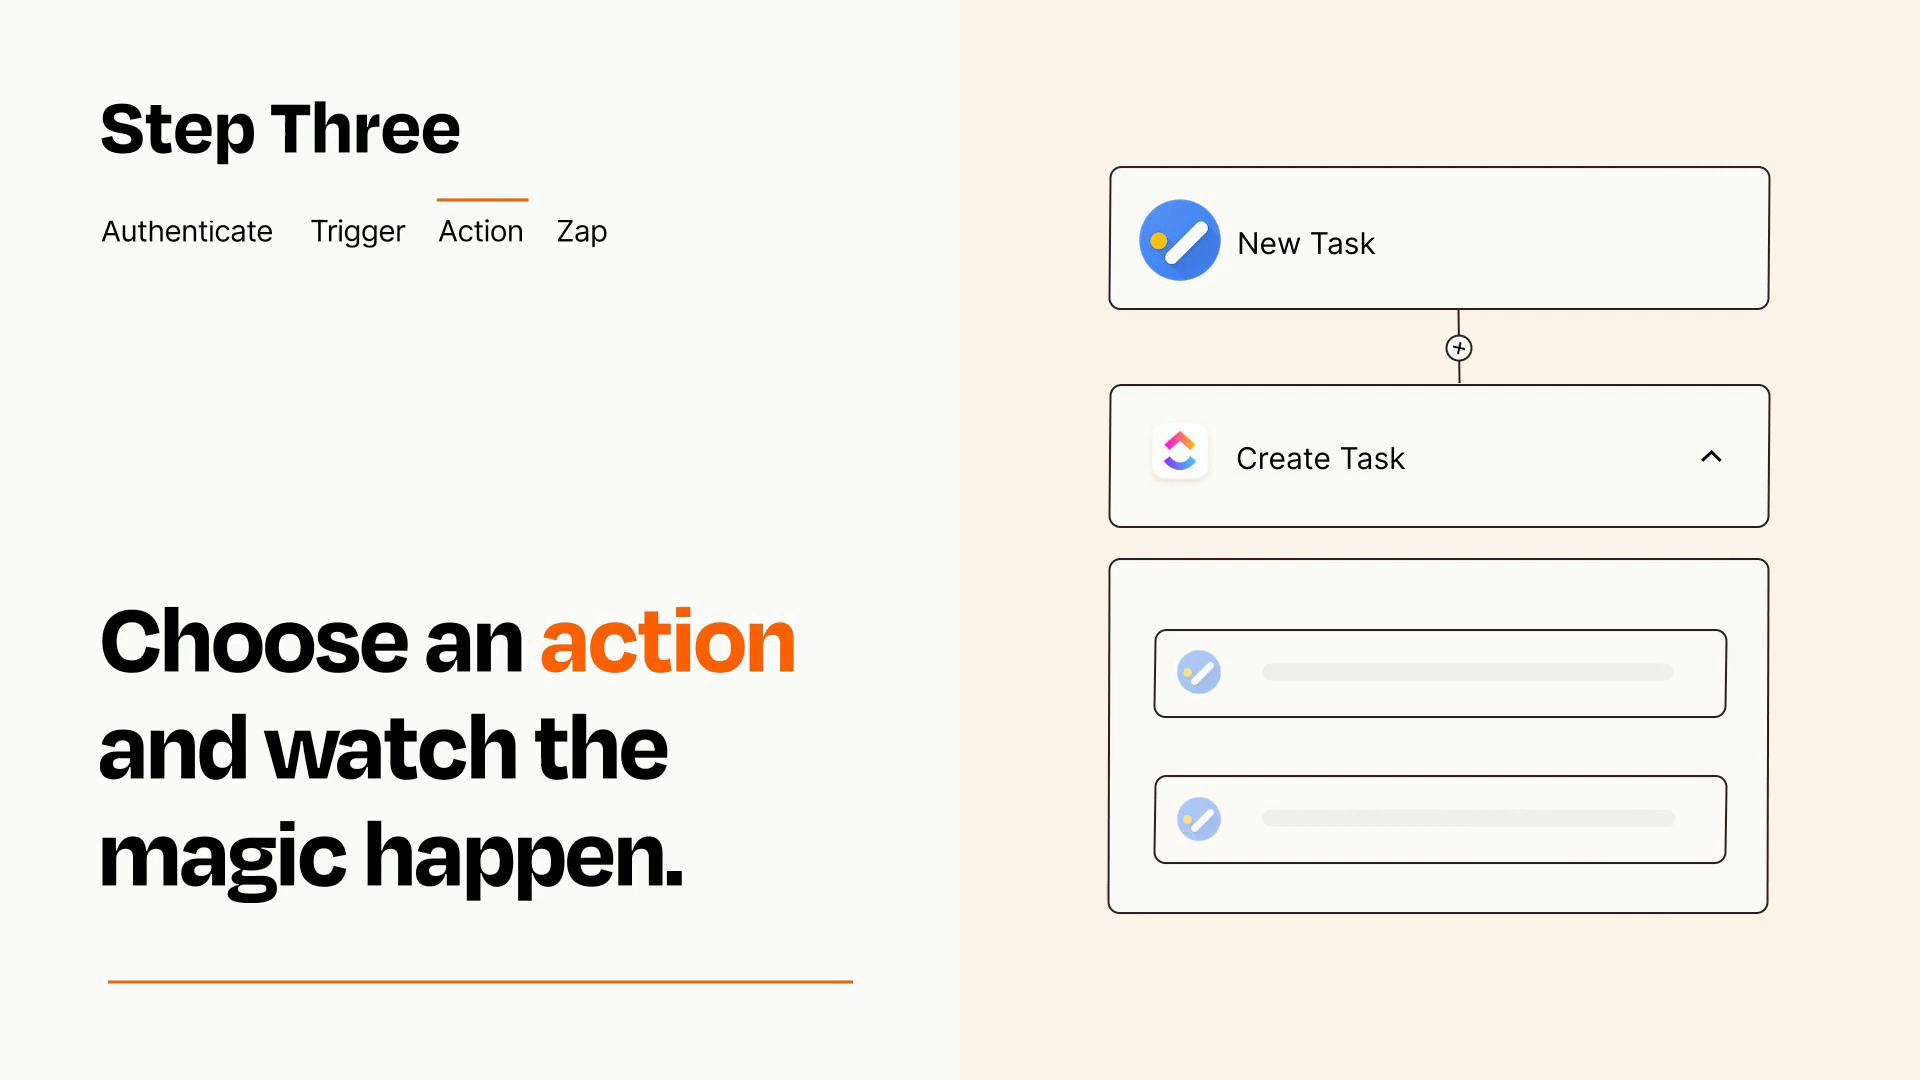 Step Three
Authenticate Trigger Action Zap
Choose an action
and watch the
magic happen.
New Task
Create Task